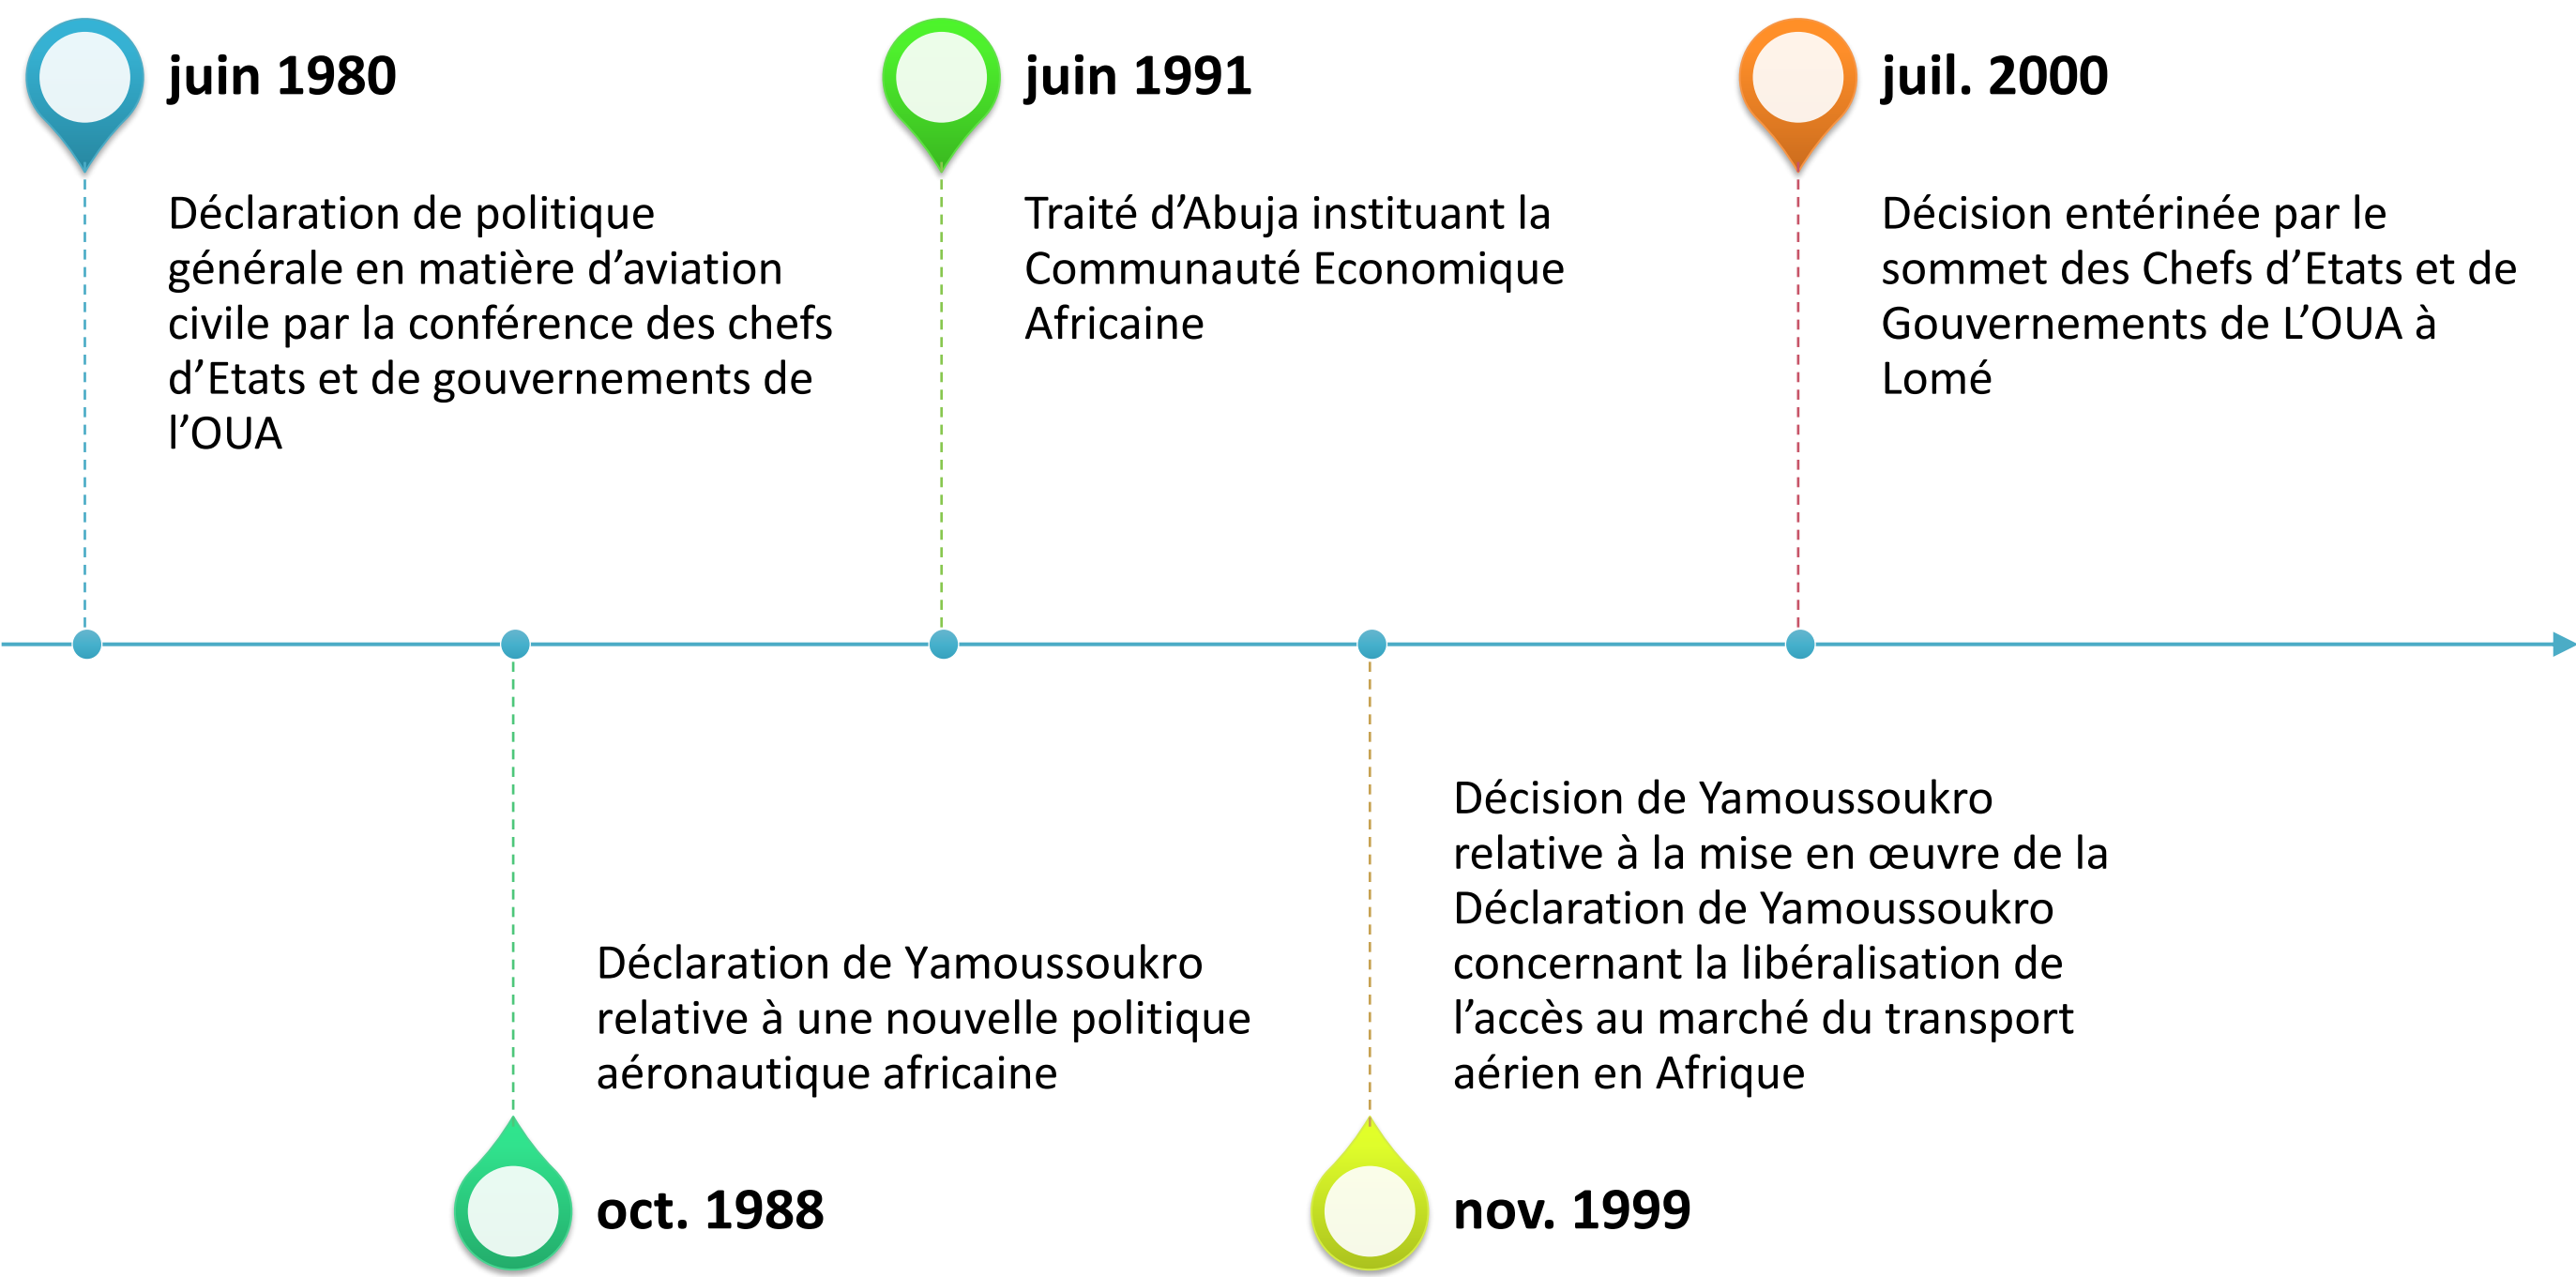 juin 1980
Déclaration de politique
générale en matière d’aviation
civile par la conférence des chefs
d’Etats et de gouvernements de
l’OUA
Déclaration de Yamoussoukro
relative à une nouvelle politique
aéronautique africaine
oct. 1988
juin 1991
Traité d’Abuja instituant la
Communauté Economique
Africaine
Décision de Yamoussoukro
relative à la mise en œuvre de la
Déclaration de Yamoussoukro
concernant la libéralisation de
l’accès au marché du transport
aérien en Afrique
nov. 1999
juil. 2000
Décision entérinée par le
sommet des Chefs d’Etats et de
Gouvernements de L’OUA à
Lomé